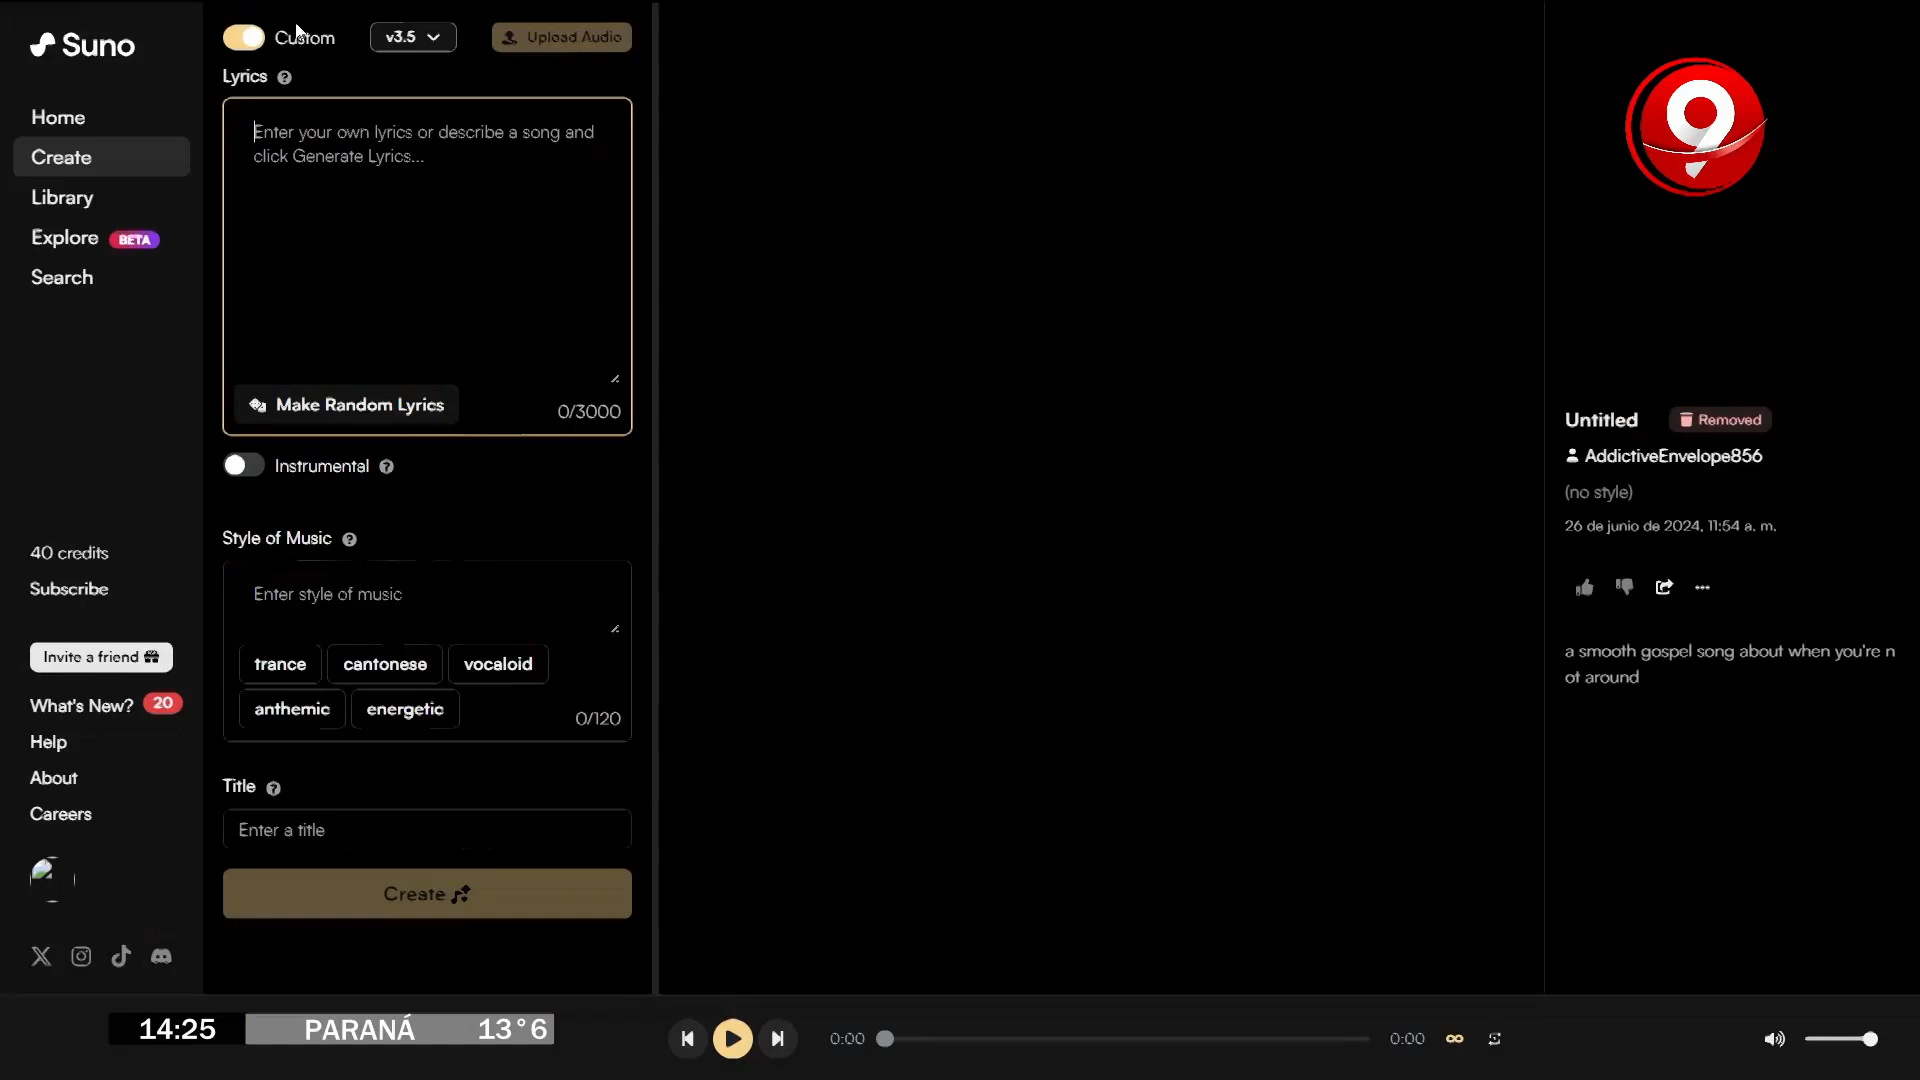 Suno
Home
Create
Library
Explore BETA
Search
40 credits
Subscribe
Invite a friend
What's New? 20
Help
About
Careers
Custom
v3.5
Upload Audio
Lyrics
Enter your own lyrics or describe a song and
click Generate Lyrics...
Make Random Lyrics
0/3000
Instrumental
Style of Music
Enter style of music
trance cantonese vocaloid
anthemic energetic
0/120
Title
Enter a title
Create
9
Untitled Removed
AddictiveEnvelope856
(no style)
26 de junio de 2024, 11:54 a. m.
a smooth gospel song about when you're n
ot around
14:25 PARANÁ 13°6
0:00 0:00